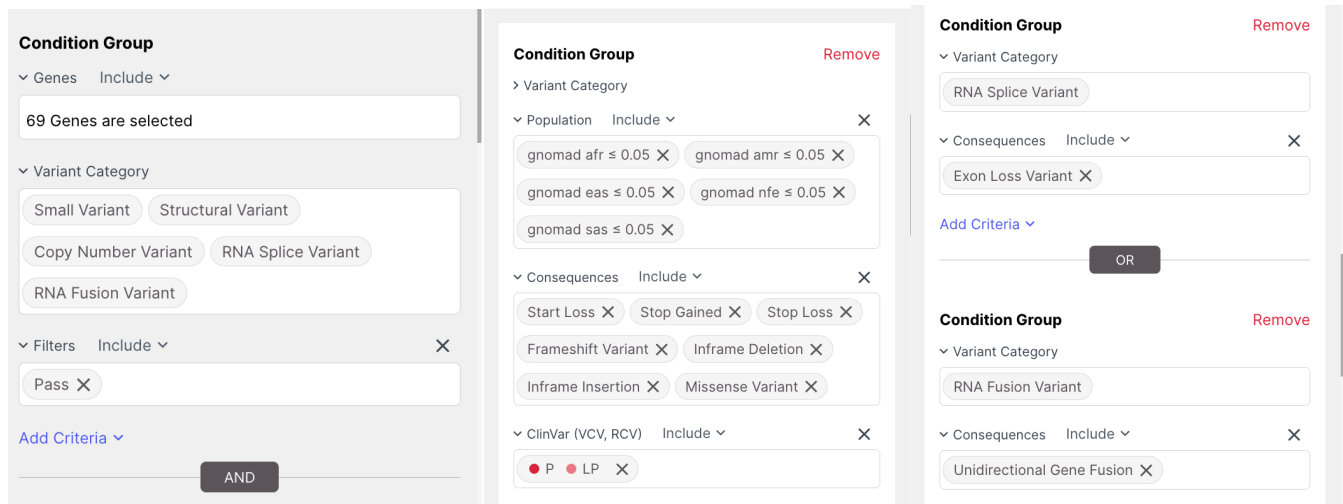 Condition Group
Genes Include
69 Genes are selected
Variant Category
Small Variant Structural Variant
Copy Number Variant RNA Splice Variant
RNA Fusion Variant
Filters Include
Pass
Add Criteria
AND
Condition Group Remove
Variant Category
Population Include
gnomad afr ≤ 0.05 gnomad amr ≤ 0.05
gnomad eas ≤ 0.05 gnomad nfe ≤ 0.05
gnomad sas ≤ 0.05
Consequences Include
Start Loss Stop Gained Stop Loss
Frameshift Variant Inframe Deletion
Inframe Insertion Missense Variant
ClinVar (VCV, RCV) Include
P LP
Condition Group Remove
Variant Category
RNA Splice Variant
Consequences Include
Exon Loss Variant
Add Criteria
OR
Condition Group Remove
Variant Category
RNA Fusion Variant
Consequences Include
Unidirectional Gene Fusion